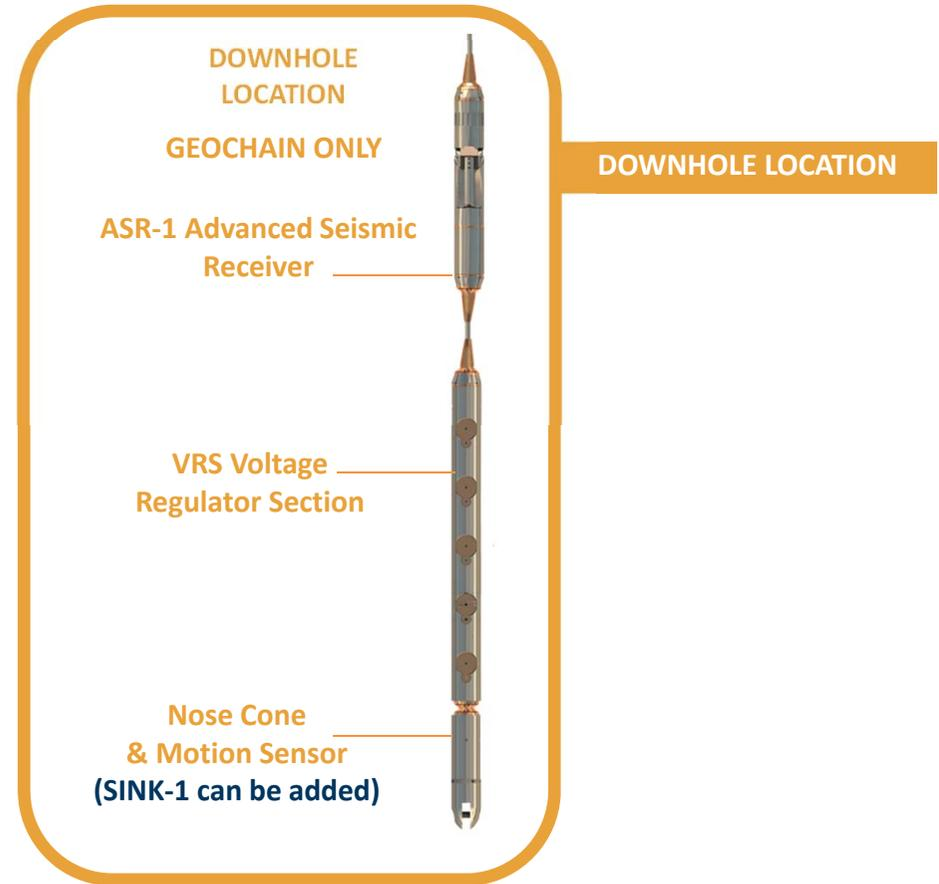 DOWNHOLE
LOCATION
GEOCHAIN ONLY
DOWNHOLE LOCATION
ASR-1 Advanced Seismic
Receiver
VRS Voltage
Regulator Section
Nose Cone
& Motion Sensor
(SINK-1 can be added)